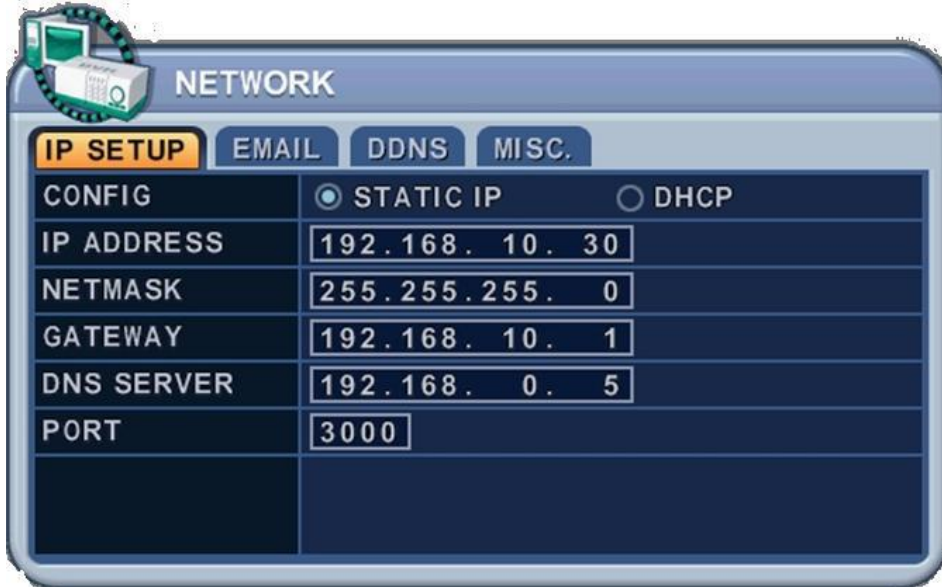 NETWORK
IP SETUP EMAIL DDNS MISC.
CONFIG STATIC IP DHCP
IP ADDRESS 192.168. 10. 30
NETMASK 255.255.255. 0
GATEWAY 192.168. 10. 1
DNS SERVER 192.168. 0. 5
PORT 3000